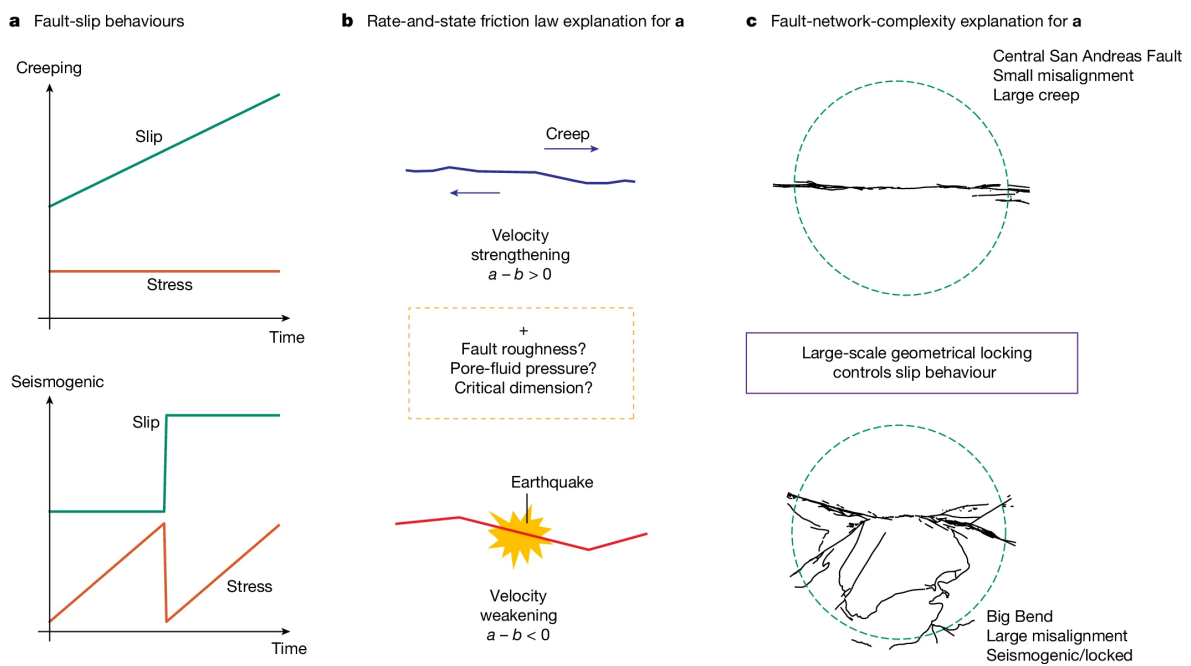 a Fault-slip behaviours
Creeping
Slip
Stress
Time
Seismogenic
Slip
Stress
Time
b Rate-and-state friction law explanation for a
Creep
Velocity
strengthening
a – b > 0
+
Fault roughness?
Pore-fluid pressure?
Critical dimension?
Earthquake
Velocity
weakening
a – b < 0
c Fault-network-complexity explanation for a
Central San Andreas Fault
Small misalignment
Large creep
Large-scale geometrical locking
controls slip behaviour
Big Bend
Large misalignment
Seismogenic/locked